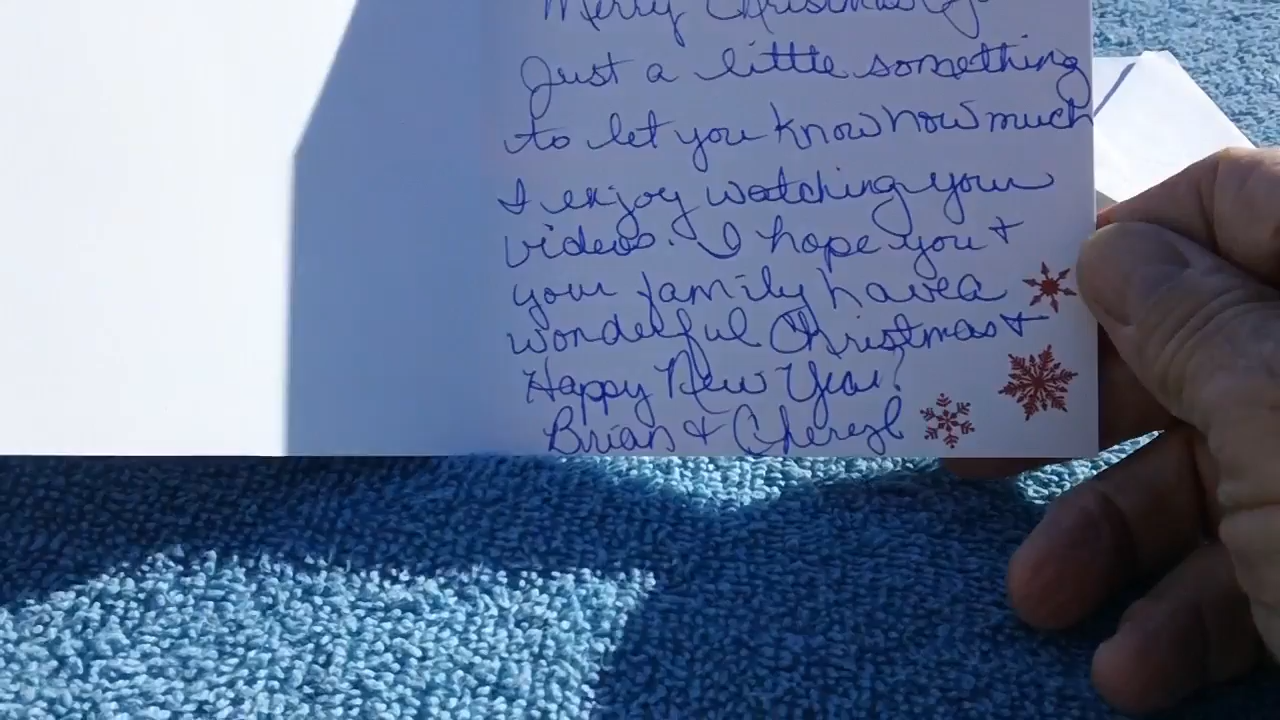 Merry Christmas
Just a little something
to let you know how much
I enjoy watching your
videos. I hope you +
your family have a
wonderful Christmas +
Happy New Year!
Brian & Cheryl